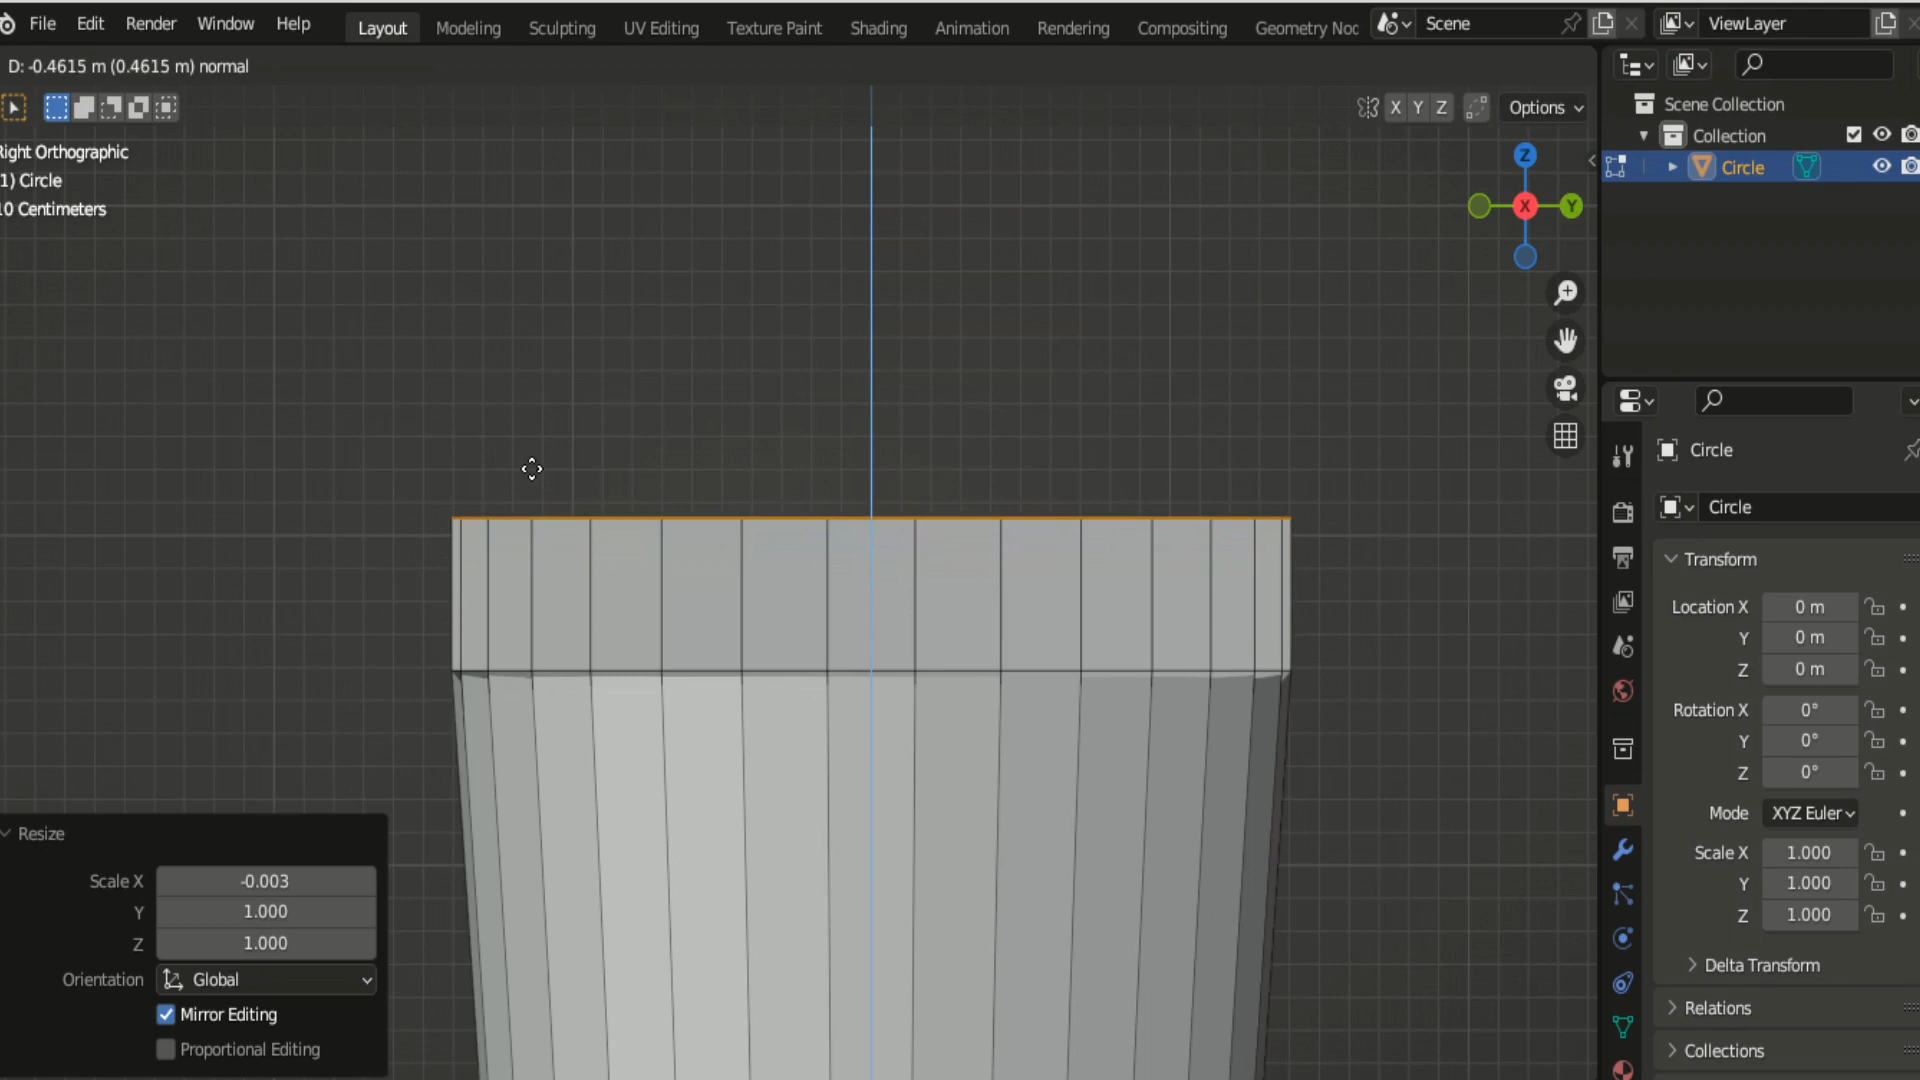 File Edit Render Window Help
Layout Modeling Sculpting UV Editing Texture Paint Shading Animation Rendering Compositing Geometry Noc
Scene
ViewLayer
D: -0.4615 m (0.4615 m) normal
X Y Z
Options
Right Orthographic
1) Circle
10 Centimeters
Z
X
Y
Scene Collection
Collection
Circle
Circle
Circle
Transform
Location X 0 m
Y 0 m
Z 0 m
Rotation X 0°
Y 0°
Z 0°
Mode XYZ Euler
Scale X 1.000
Y 1.000
Z 1.000
Delta Transform
Relations
Collections
Resize
Scale X -0.003
Y 1.000
Z 1.000
Orientation Global
Mirror Editing
Proportional Editing